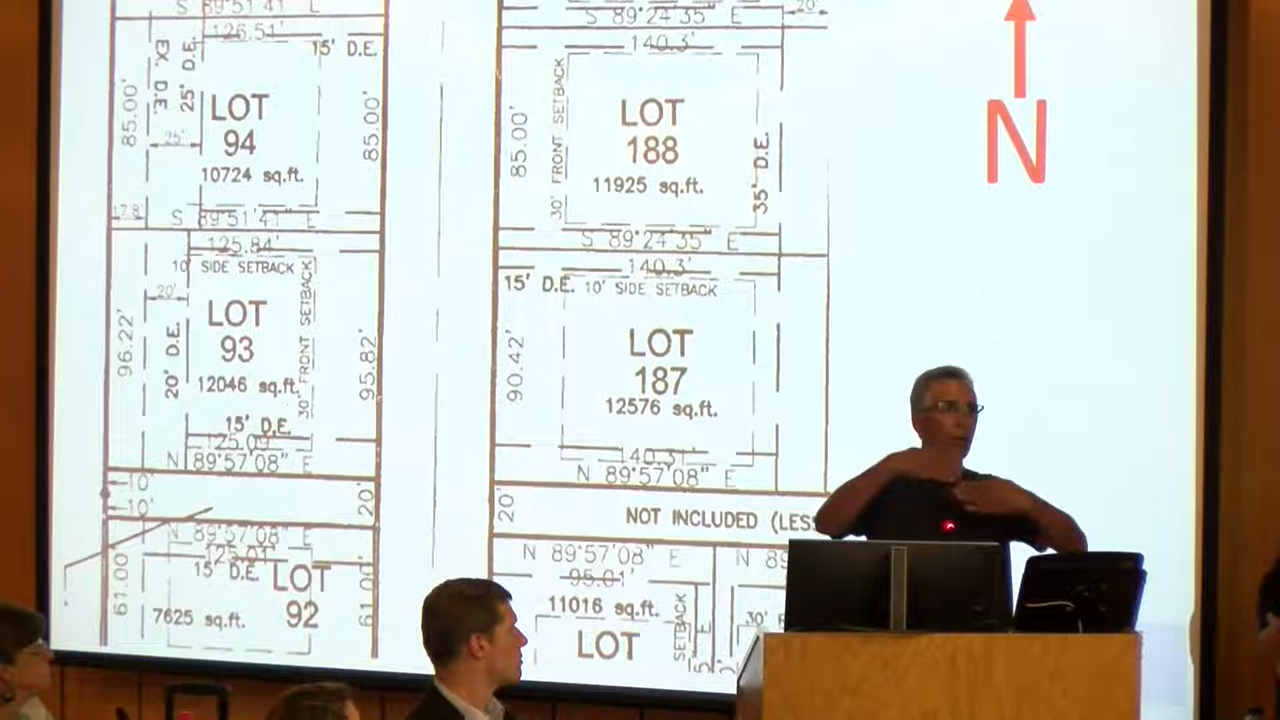 S 89°51'41" E
126.51'
15' D.E.
EX. D.E.
25' D.E.
85.00'
85.00'
LOT
94
10724 sq.ft.
25'
17.8'
S 89°51'41" E
125.84'
10' SIDE SETBACK
20'
20' D.E.
96.22'
LOT
93
12046 sq.ft.
30' FRONT SETBACK
95.82'
15' D.E.
125.09'
N 89°57'08" E
10'
10'
20'
N 89°57'08" E
125.01'
15' D.E.
LOT
92
7625 sq.ft.
61.00'
61.00'
S 89°24'35" E
20'
140.3'
30' FRONT SETBACK
85.00'
LOT
188
11925 sq.ft.
35' D.E.
S 89°24'35" E
140.3'
15' D.E.
10' SIDE SETBACK
90.42'
LOT
187
12576 sq.ft.
140.31'
N 89°57'08" E
20'
NOT INCLUDED (LES
N 89°57'08" E
95.01'
11016 sq.ft.
LOT
SETBACK
N 89
30'
N